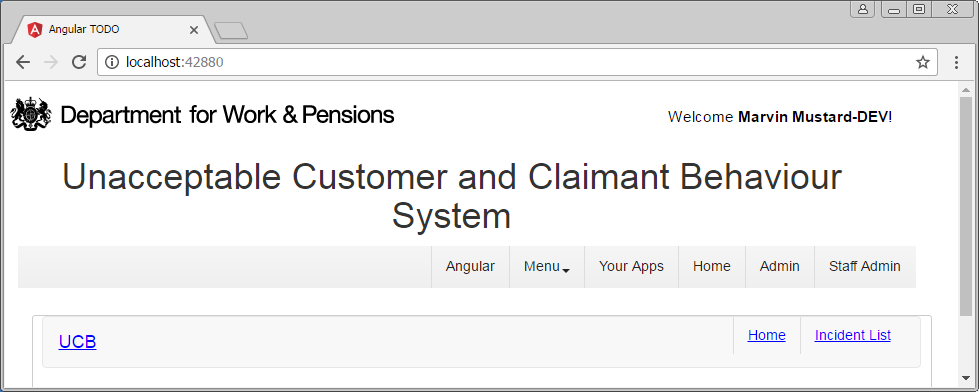 Angular TODO
localhost:42880
Department for Work & Pensions
Welcome Marvin Mustard-DEV!
Unacceptable Customer and Claimant Behaviour
System
Angular Menu Your Apps Home Admin Staff Admin
UCB Home Incident List